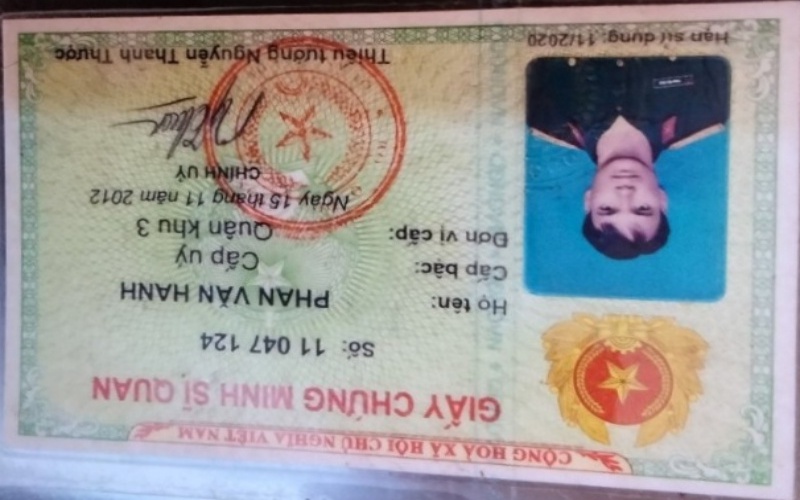 CỘNG HOÀ XÃ HỘI CHỦ NGHĨA VIỆT NAM
GIẤY CHỨNG MINH SĨ QUAN
Số: 11 047 124
Họ tên: PHAN VĂN HANH
Cấp bậc: Cấp uý
Đơn vị cấp: Quân khu 3
Ngày 15 tháng 11 năm 2012
CHÍNH UỶ
Thiếu tướng Nguyễn Thanh Thược
Hạn sử dụng: 11/2020